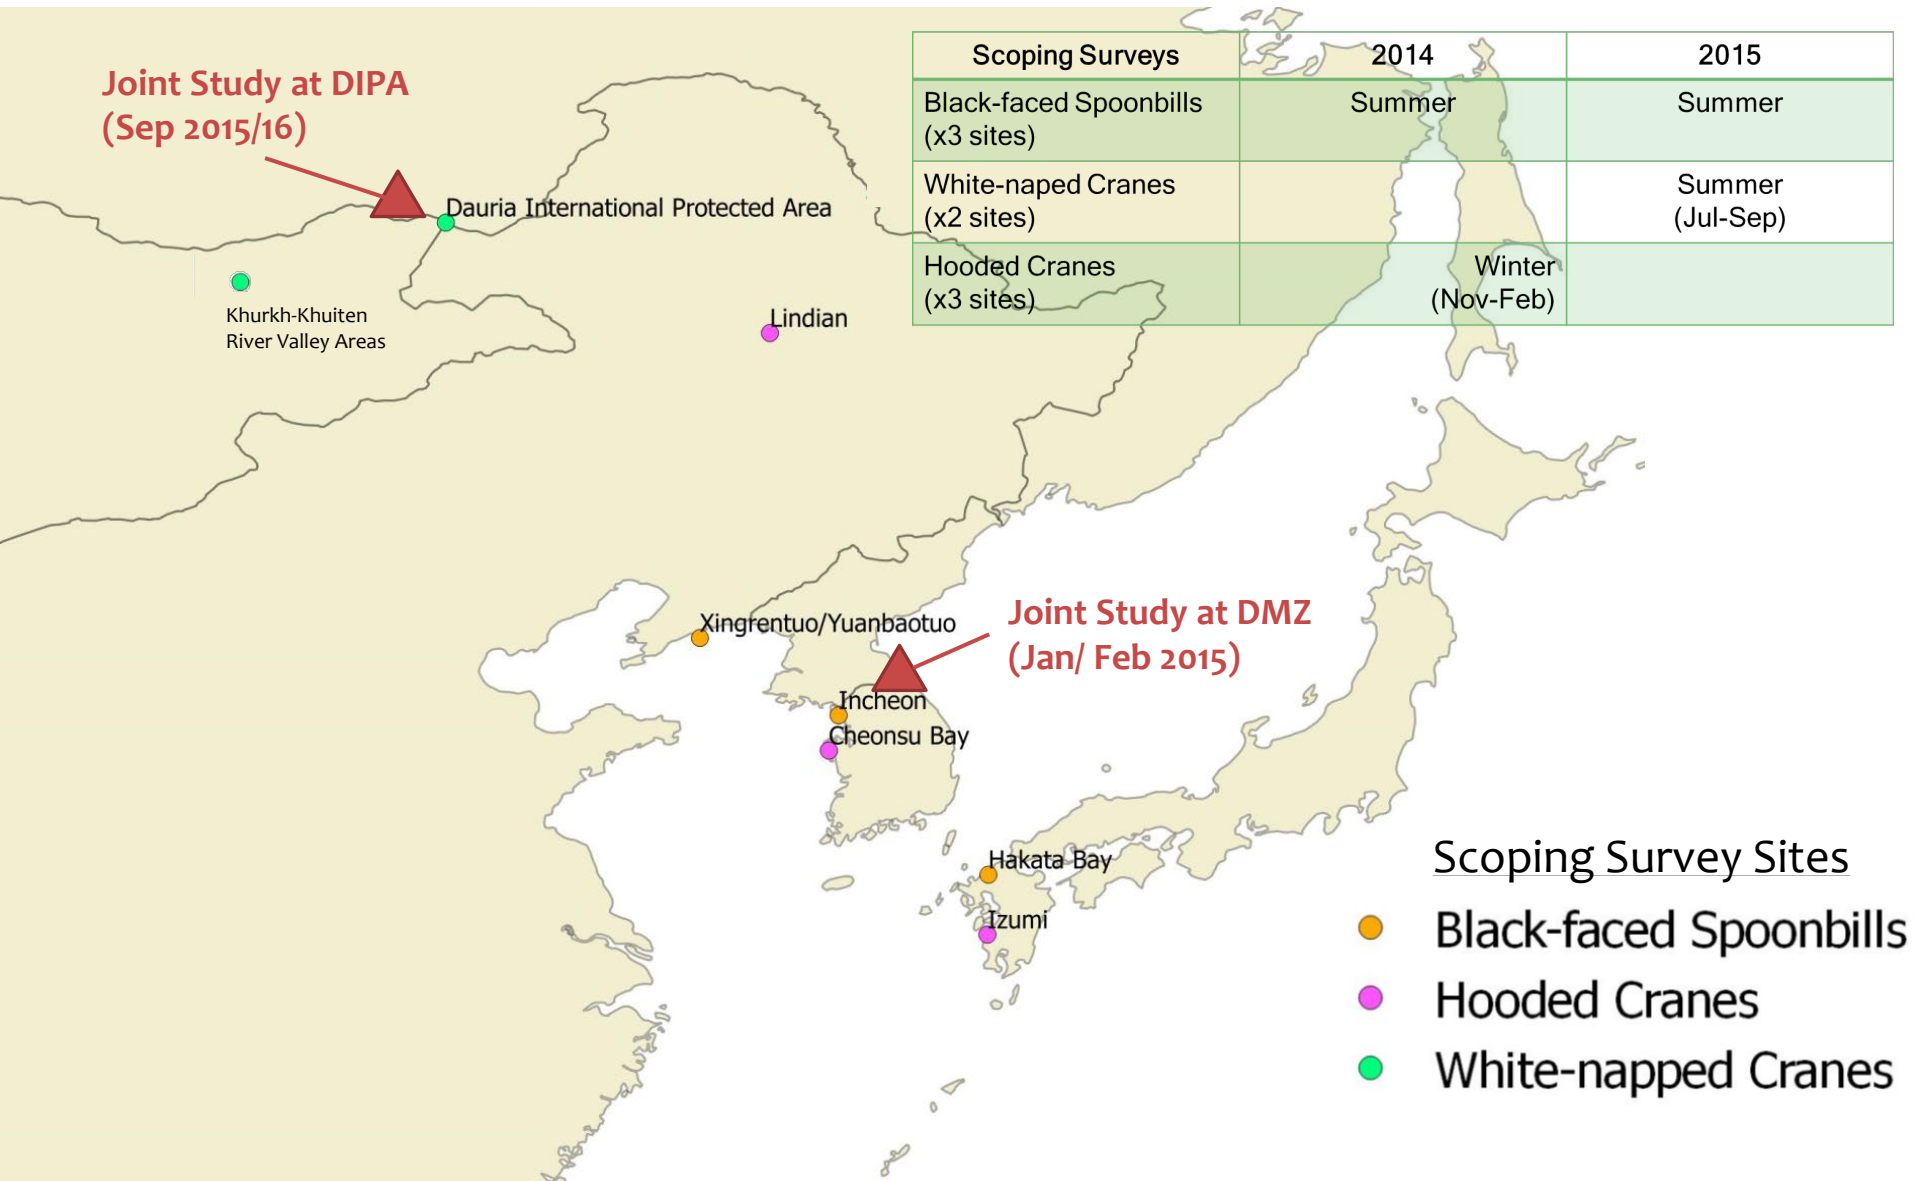 Scoping Surveys 2014 2015
Black-faced Spoonbills Summer Summer
(x3 sites)
White-naped Cranes Summer
(x2 sites) (Jul-Sep)
Hooded Cranes Winter
(x3 sites) (Nov-Feb)
Joint Study at DIPA
(Sep 2015/16)
Dauria International Protected Area
Khurkh-Khuiten
River Valley Areas
Lindian
Xingrentuo/Yuanbaotuo
Joint Study at DMZ
(Jan/ Feb 2015)
Incheon
Cheonsu Bay
Hakata Bay
Izumi
Scoping Survey Sites
Black-faced Spoonbills
Hooded Cranes
White-napped Cranes